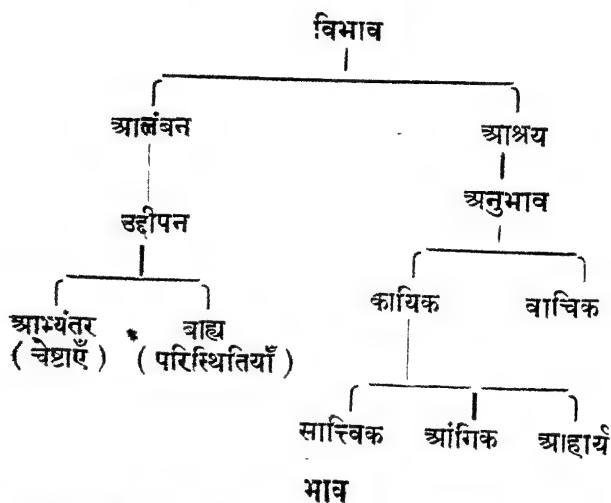 विभाव
आलंबन आश्रय
अनुभाव
उद्दीपन
कायिक वाचिक
आभ्यंतर बाह्य
( चेष्टाएँ ) ( परिस्थितियाँ )
सात्त्विक आंगिक आहार्य
भाव